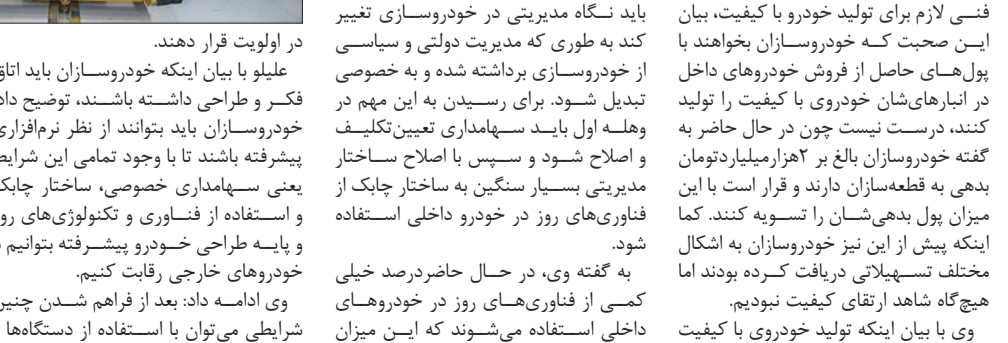 فنی لازم برای تولید خودرو با کیفیت، بیان
این صحبت که خودروسازان بخواهند با
پول‌های حاصل از فروش خودروهای داخل
در انبارهای‌شان خودروی با کیفیت را تولید
کنند، درست نیست چون در حال حاضر به
گفته خودروسازان بالغ بر ۲هزارمیلیاردتومان
بدهی به قطعه‌سازان دارند و قرار است با این
میزان پول بدهی‌شان را تسویه کنند. کما
اینکه پیش از این نیز خودروسازان به اشکال
مختلف تسهیلاتی دریافت کرده بودند اما
هیچ‌گاه شاهد ارتقای کیفیت نبودیم.
وی با بیان اینکه تولید خودروی با کیفیت
باید نگاه مدیریتی در خودروسازی تغییر
کند به طوری که مدیریت دولتی و سیاسی
از خودروسازی برداشته شده و به خصوصی
تبدیل شود. برای رسیدن به این مهم در
وهله اول باید سهامداری تعیین‌تکلیف
و اصلاح شود و سپس با اصلاح ساختار
مدیریتی بسیار سنگین به ساختار چابک از
فناوری‌های روز در خودرو داخلی استفاده
شود.
به گفته وی، در حال حاضردرصد خیلی
کمی از فناوری‌های روز در خودروهای
داخلی استفاده می‌شوند که این میزان
در اولویت قرار دهند.
علیلو با بیان اینکه خودروسازان باید اتاق
فکر و طراحی داشته باشند، توضیح داد
خودروسازان باید بتوانند از نظر نرم‌افزاری
پیشرفته باشند تا با وجود تمامی این شرایط
یعنی سهامداری خصوصی، ساختار چابک
و استفاده از فناوری و تکنولوژی‌های رو
و پایه طراحی خودرو پیشرفته بتوانیم
خودروهای خارجی رقابت کنیم.
وی ادامه داد: بعد از فراهم شدن چنین
شرایطی می‌توان با استفاده از دستگاه‌ها